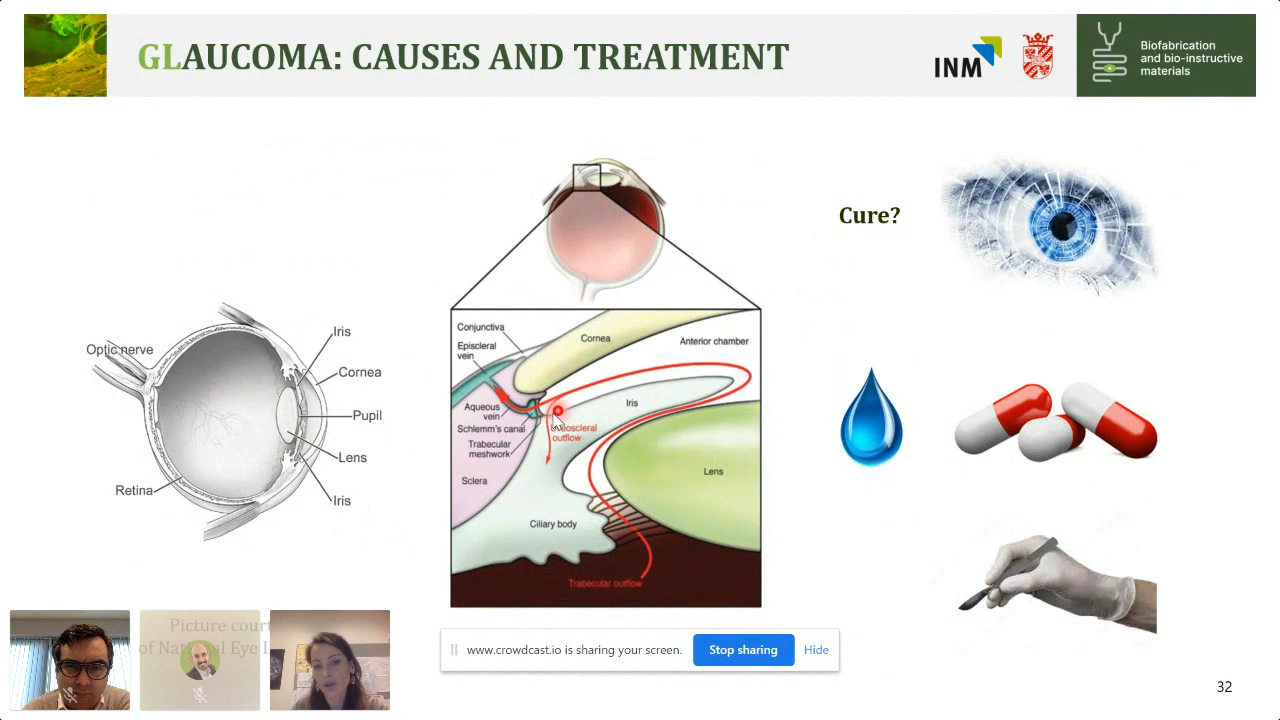 GLAUCOMA: CAUSES AND TREATMENT
INM
Biofabrication
and bio-instructive
materials
Cure?
Optic nerve
Iris
Cornea
Pupil
Lens
Retina
Iris
Conjunctiva
Episcleral
vein
Cornea
Anterior chamber
Aqueous
vein
Iris
Schlemm's canal
outflow
Trabecular
meshwork
Lens
Sclera
Ciliary body
Trabecular outflow
Picture
of
www.crowdcast.io is sharing your screen.
Stop sharing
Hide
32